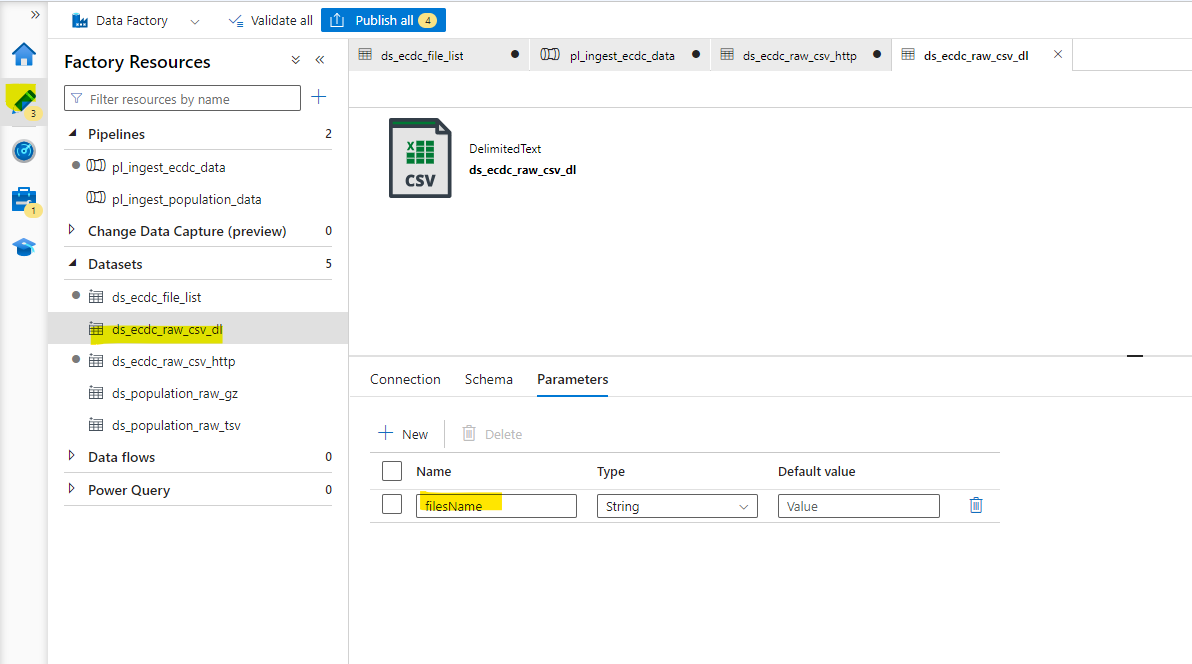 Data Factory
Validate all
Publish all 4
ds_ecdc_file_list
pl_ingest_ecdc_data
ds_ecdc_raw_csv_http
ds_ecdc_raw_csv_dl
3
1
Factory Resources
Filter resources by name
Pipelines 2
pl_ingest_ecdc_data
pl_ingest_population_data
Change Data Capture (preview) 0
Datasets 5
ds_ecdc_file_list
ds_ecdc_raw_csv_dl
ds_ecdc_raw_csv_http
ds_population_raw_gz
ds_population_raw_tsv
Data flows 0
Power Query 0
CSV
DelimitedText
ds_ecdc_raw_csv_dl
Connection Schema Parameters
New Delete
Name Type Default value
filesName String Value